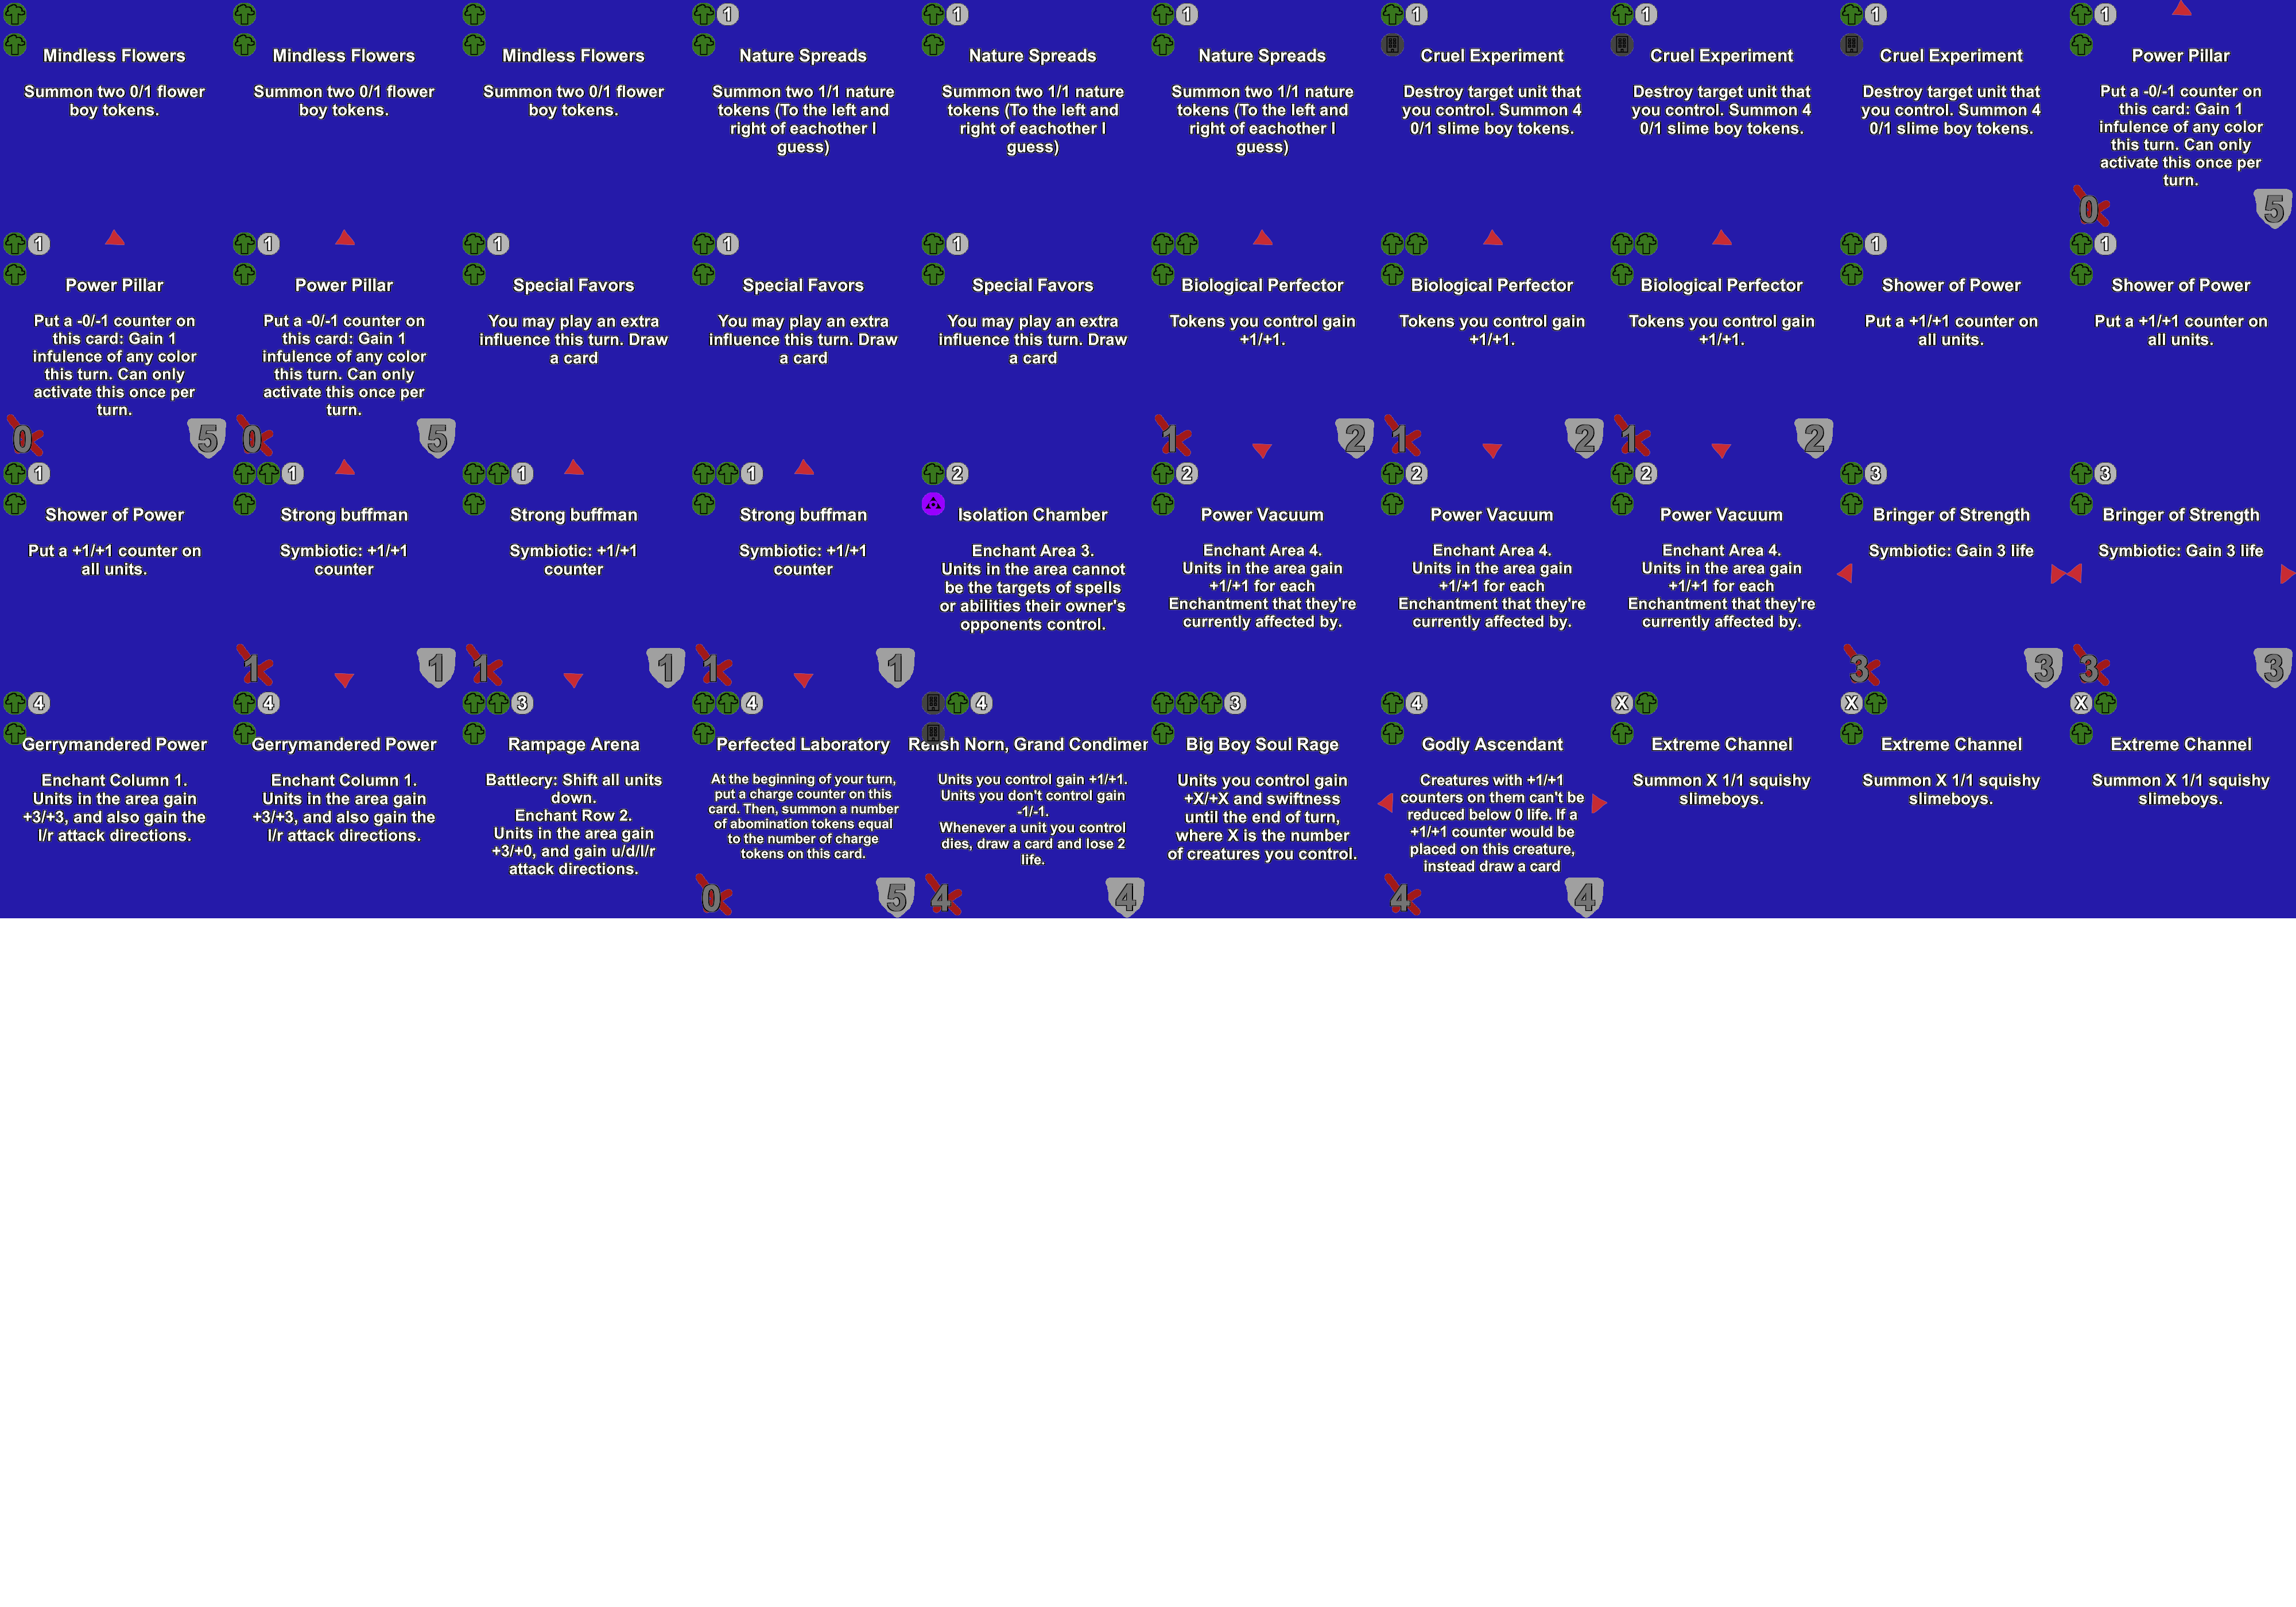 Mindless Flowers
Summon two 0/1 flower
boy tokens.
Mindless Flowers
Summon two 0/1 flower
boy tokens.
Mindless Flowers
Summon two 0/1 flower
boy tokens.
1
Nature Spreads
Summon two 1/1 nature
tokens (To the left and
right of eachother I
guess)
1
Nature Spreads
Summon two 1/1 nature
tokens (To the left and
right of eachother I
guess)
1
Nature Spreads
Summon two 1/1 nature
tokens (To the left and
right of eachother I
guess)
1
Cruel Experiment
Destroy target unit that
you control. Summon 4
0/1 slime boy tokens.
1
Cruel Experiment
Destroy target unit that
you control. Summon 4
0/1 slime boy tokens.
1
Cruel Experiment
Destroy target unit that
you control. Summon 4
0/1 slime boy tokens.
1
Power Pillar
Put a -0/-1 counter on
this card: Gain 1
infulence of any color
this turn. Can only
activate this once per
turn.
0
5
1
Power Pillar
Put a -0/-1 counter on
this card: Gain 1
infulence of any color
this turn. Can only
activate this once per
turn.
0
5
1
Power Pillar
Put a -0/-1 counter on
this card: Gain 1
infulence of any color
this turn. Can only
activate this once per
turn.
0
5
1
Special Favors
You may play an extra
influence this turn. Draw
a card
1
Special Favors
You may play an extra
influence this turn. Draw
a card
1
Special Favors
You may play an extra
influence this turn. Draw
a card
Biological Perfector
Tokens you control gain
+1/+1.
1
2
Biological Perfector
Tokens you control gain
+1/+1.
1
2
Biological Perfector
Tokens you control gain
+1/+1.
1
2
1
Shower of Power
Put a +1/+1 counter on
all units.
1
Shower of Power
Put a +1/+1 counter on
all units.
1
Shower of Power
Put a +1/+1 counter on
all units.
1
Strong buffman
Symbiotic: +1/+1
counter
1
1
1
Strong buffman
Symbiotic: +1/+1
counter
1
1
1
Strong buffman
Symbiotic: +1/+1
counter
1
1
2
Isolation Chamber
Enchant Area 3.
Units in the area cannot
be the targets of spells
or abilities their owner's
opponents control.
2
Power Vacuum
Enchant Area 4.
Units in the area gain
+1/+1 for each
Enchantment that they're
currently affected by.
2
Power Vacuum
Enchant Area 4.
Units in the area gain
+1/+1 for each
Enchantment that they're
currently affected by.
2
Power Vacuum
Enchant Area 4.
Units in the area gain
+1/+1 for each
Enchantment that they're
currently affected by.
3
Bringer of Strength
Symbiotic: Gain 3 life
3
3
3
Bringer of Strength
Symbiotic: Gain 3 life
3
3
4
Gerrymandered Power
Enchant Column 1.
Units in the area gain
+3/+3, and also gain the
l/r attack directions.
4
Gerrymandered Power
Enchant Column 1.
Units in the area gain
+3/+3, and also gain the
l/r attack directions.
3
Rampage Arena
Battlecry: Shift all units
down.
Enchant Row 2.
Units in the area gain
+3/+0, and gain u/d/l/r
attack directions.
4
Perfected Laboratory
At the beginning of your turn,
put a charge counter on this
card. Then, summon a number
of abomination tokens equal
to the number of charge
tokens on this card.
0
5
4
Relish Norn, Grand Condimer
Units you control gain +1/+1.
Units you don't control gain
-1/-1.
Whenever a unit you control
dies, draw a card and lose 2
life.
4
4
3
Big Boy Soul Rage
Units you control gain
+X/+X and swiftness
until the end of turn,
where X is the number
of creatures you control.
4
Godly Ascendant
Creatures with +1/+1
counters on them can't be
reduced below 0 life. If a
+1/+1 counter would be
placed on this creature,
instead draw a card
4
4
X
Extreme Channel
Summon X 1/1 squishy
slimeboys.
X
Extreme Channel
Summon X 1/1 squishy
slimeboys.
X
Extreme Channel
Summon X 1/1 squishy
slimeboys.